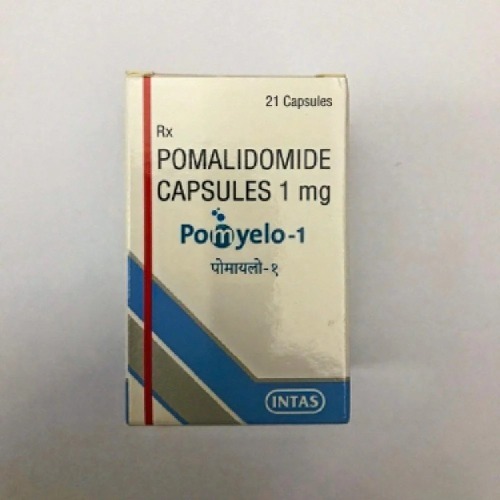 21 Capsules
Rx
POMALIDOMIDE
CAPSULES 1 mg
Pomyelo-1
पोमायलो-१
INTAS